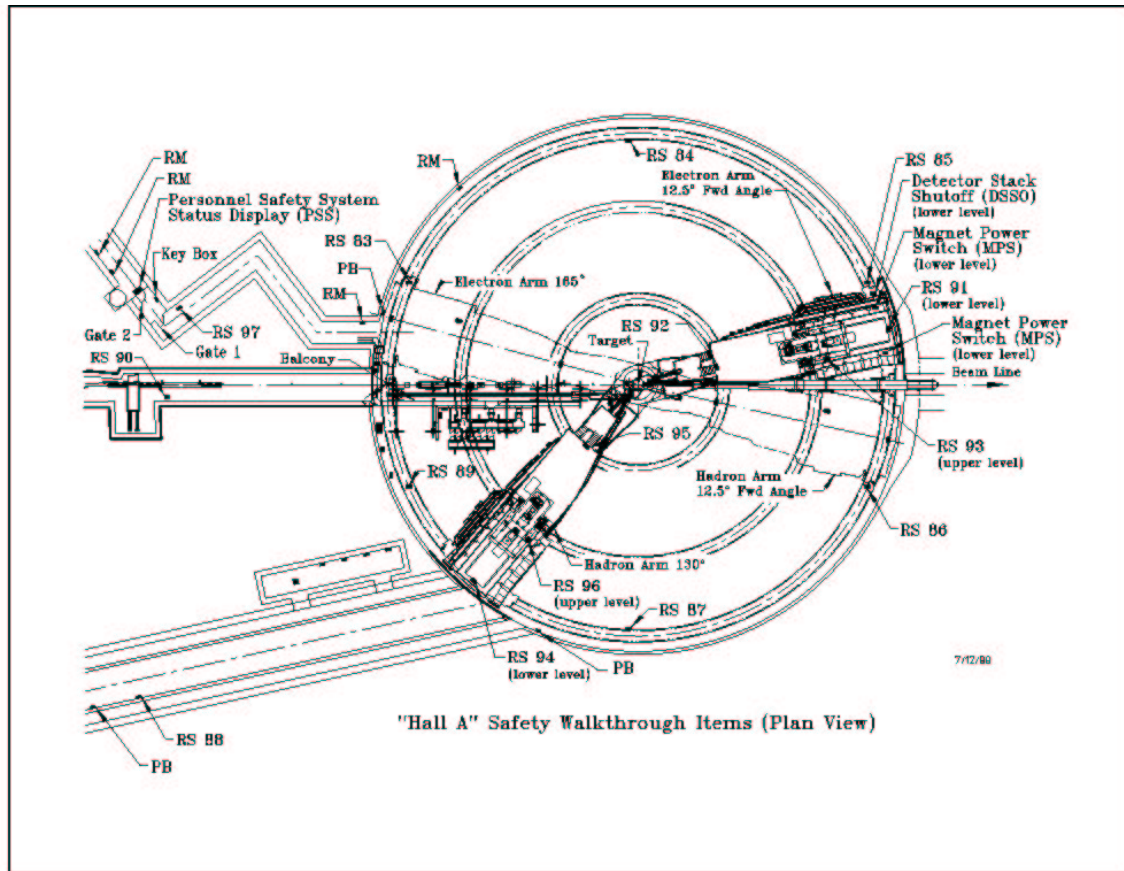 RM
RM
Personnel Safety System
Status Display (PSS)
Key Box
RM
RS 83
PB
RM
Electron Arm 165°
RS 84
Electron Arm
12.5° Fwd Angle
RS 85
Detector Stack
Shutoff (DSSO)
(lower level)
Magnet Power
Switch (MPS)
(lower level)
RS 91
(lower level)
Magnet Power
Switch (MPS)
(lower level)
Beam Line
Gate 2
RS 97
Gate 1
RS 90
Balcony
RS 92
Target
RS 95
RS 93
(upper level)
RS 89
Hadron Arm
12.5° Fwd Angle
RS 86
Hadron Arm 130°
RS 96
(upper level)
RS 87
RS 94
(lower level)
PB
RS 88
PB
"Hall A" Safety Walkthrough Items (Plan View)